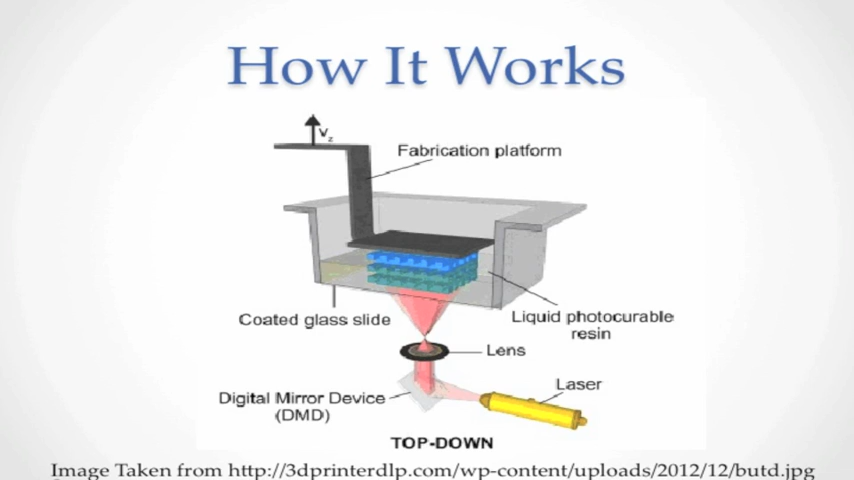 How It Works
Vz
Fabrication platform
Coated glass slide
Liquid photocurable
resin
Lens
Laser
Digital Mirror Device
(DMD)
TOP-DOWN
Image Taken from http://3dprinterdlp.com/wp-content/uploads/2012/12/butd.jpg